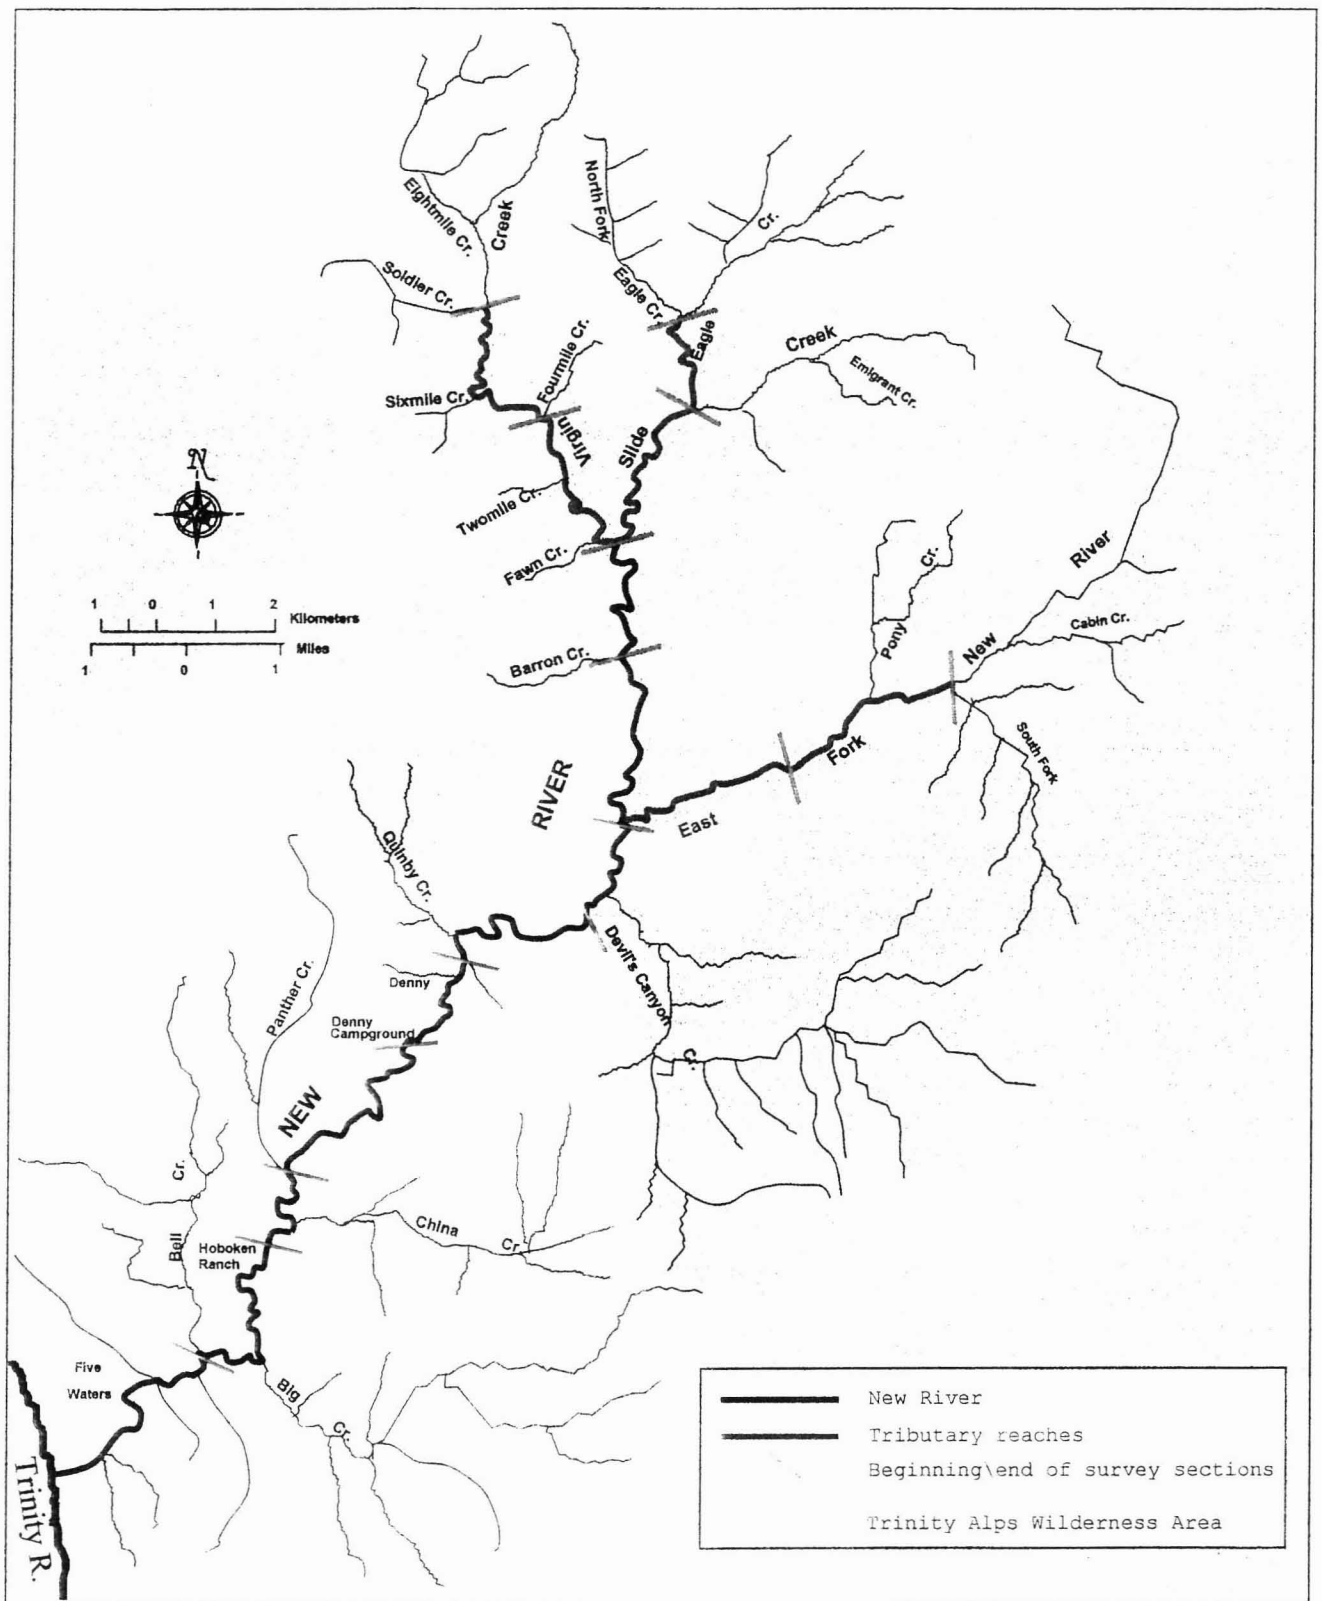 North Fork
Eightmile Cr.
Creek
Cr.
Soldier Cr.
Eagle Cr.
Eagle
Creek
Fourmile Cr.
Emigrant Cr.
Sixmile Cr.
Virgin
Slide
N
Twomile Cr.
Fawn Cr.
Cr.
River
1 0 1 2
Kilometers
Miles
1 0 1
Cabin Cr.
Pony
New
Barron Cr.
South Fork
Fork
RIVER
East
Quinby Cr.
Devil's Canyon
Panther Cr.
Denny
Denny
Campground
Cr.
NEW
Cr.
China
Cr.
Bell
Hoboken
Ranch
Five
Waters
Big
Cr.
Trinity R.
New River
Tributary reaches
Beginning\end of survey sections
Trinity Alps Wilderness Area